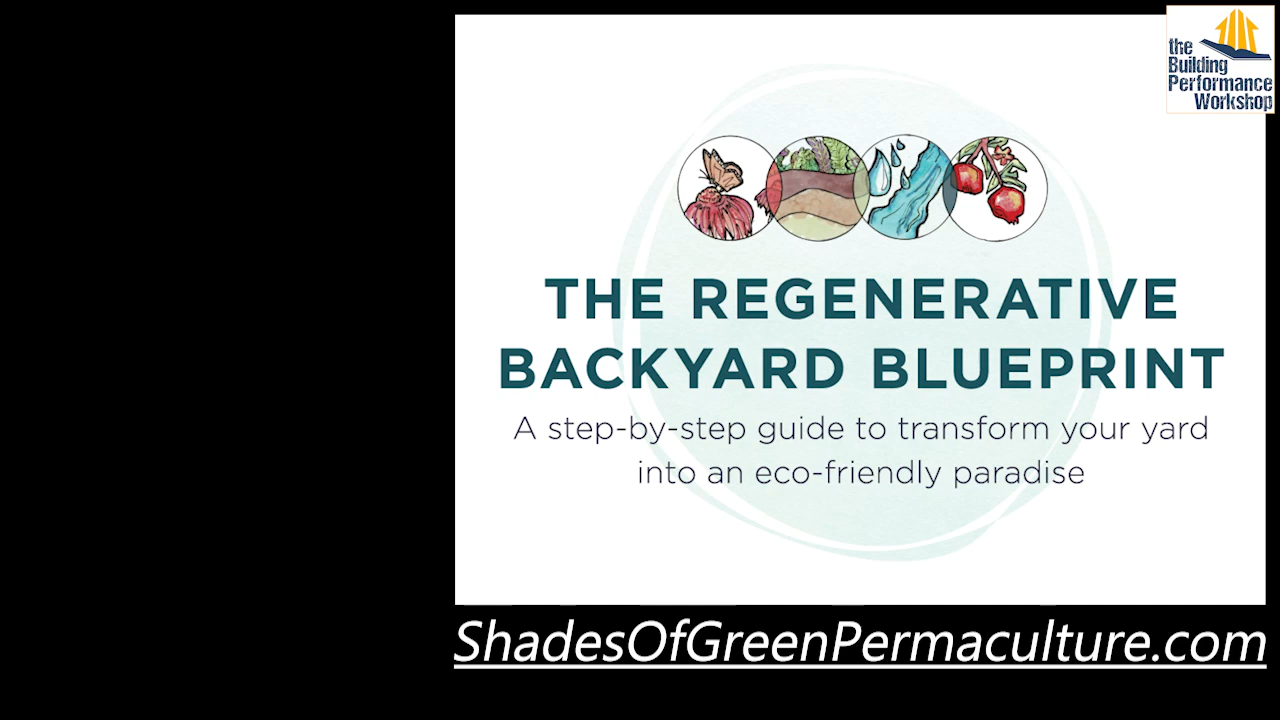 the
Building
Performance
Workshop
THE REGENERATIVE
BACKYARD BLUEPRINT
A step-by-step guide to transform your yard
into an eco-friendly paradise
ShadesOfGreenPermaculture.com